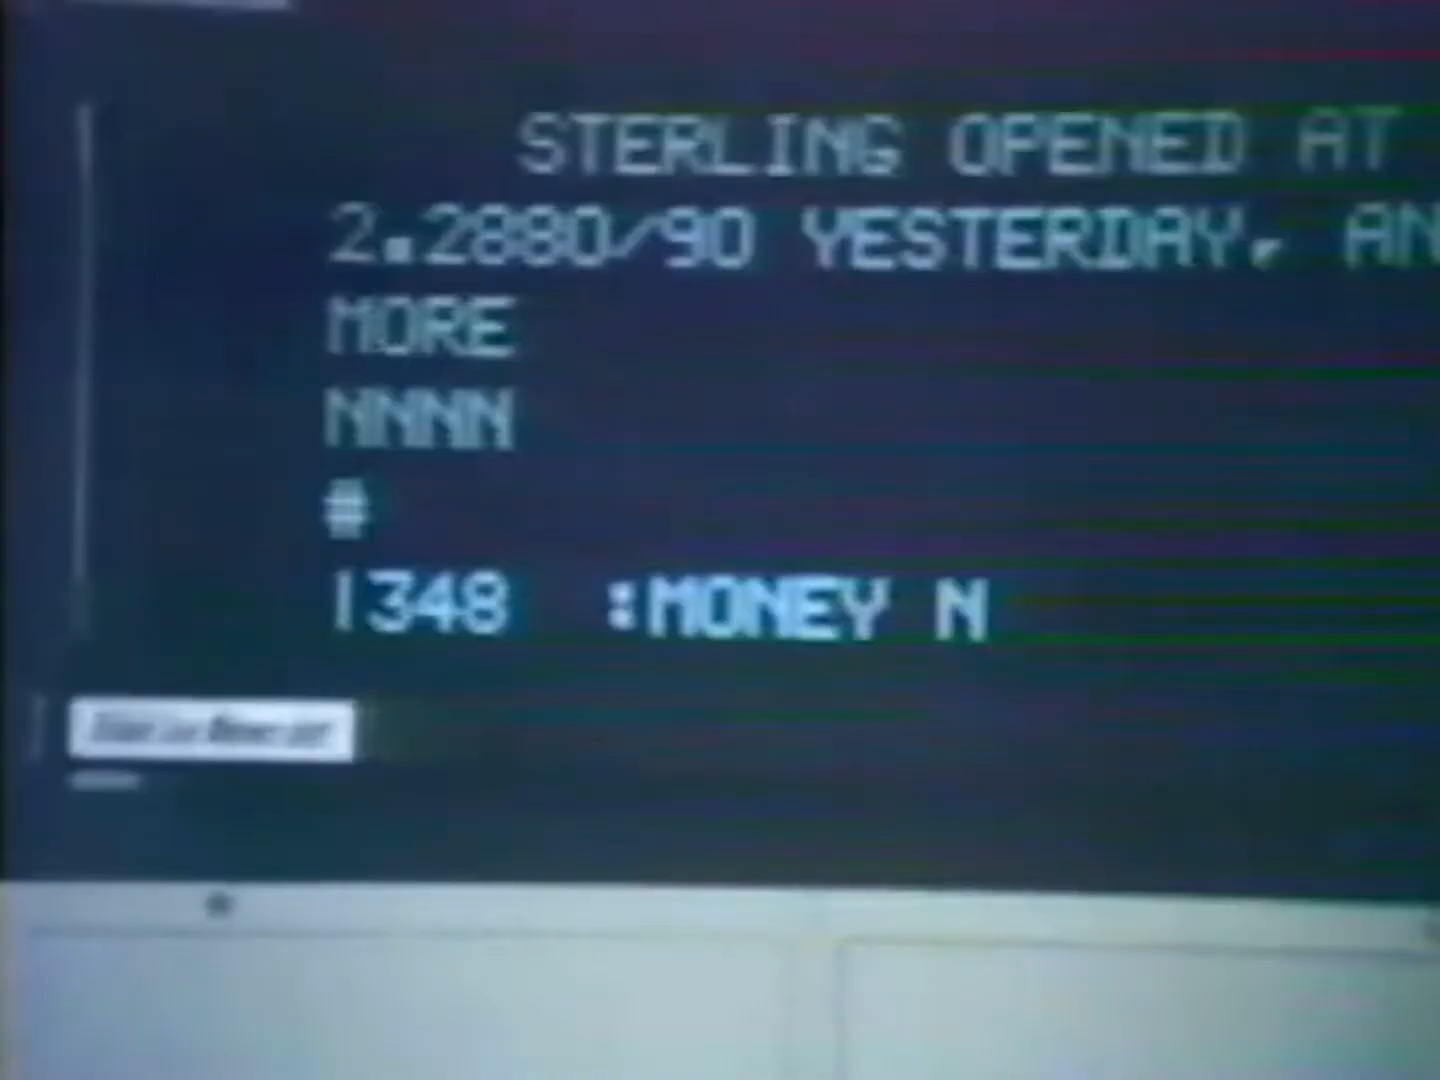 STERLING OPENED AT
2.2880/90 YESTERDAY, AN
MORE
NNNN
#
1348 :MONEY N